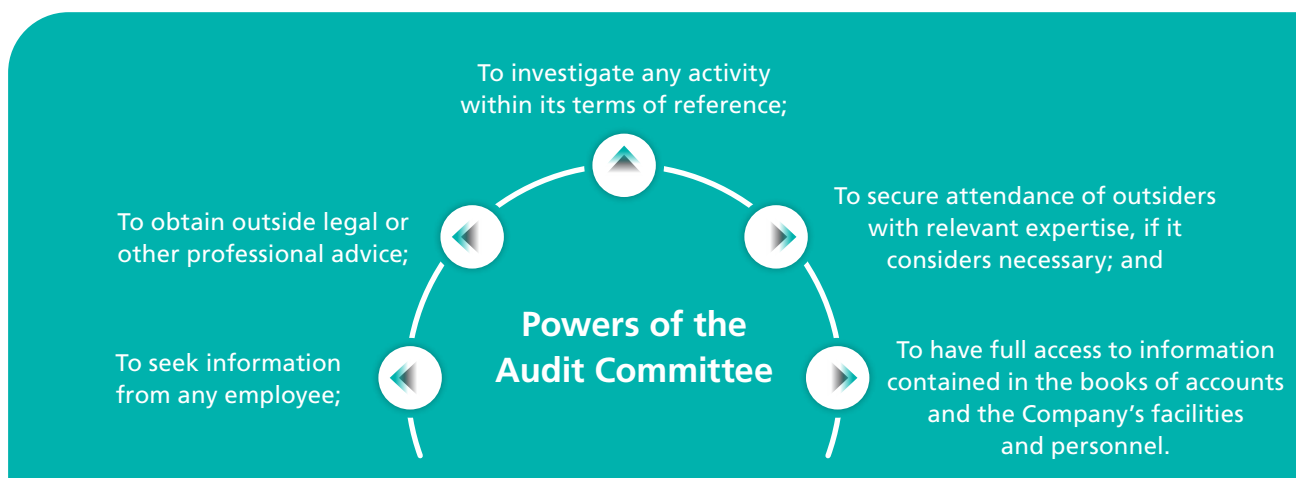 To investigate any activity
within its terms of reference;
To obtain outside legal or
other professional advice;
To secure attendance of outsiders
with relevant expertise, if it
considers necessary; and
Powers of the
Audit Committee
To seek information
from any employee;
To have full access to information
contained in the books of accounts
and the Company’s facilities
and personnel.